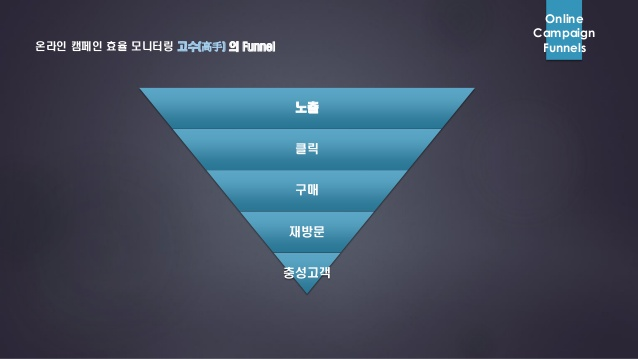 온라인 캠페인 효율 모니터링 고수(高手) 의 Funnel
Online
Campaign
Funnels
노출
클릭
구매
재방문
충성고객